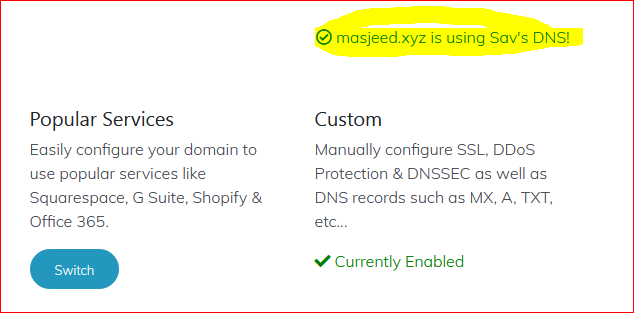 masjeed.xyz is using Sav's DNS!
Popular Services
Easily configure your domain to
use popular services like
Squarespace, G Suite, Shopify &
Office 365.
Switch
Custom
Manually configure SSL, DDoS
Protection & DNSSEC as well as
DNS records such as MX, A, TXT,
etc...
Currently Enabled